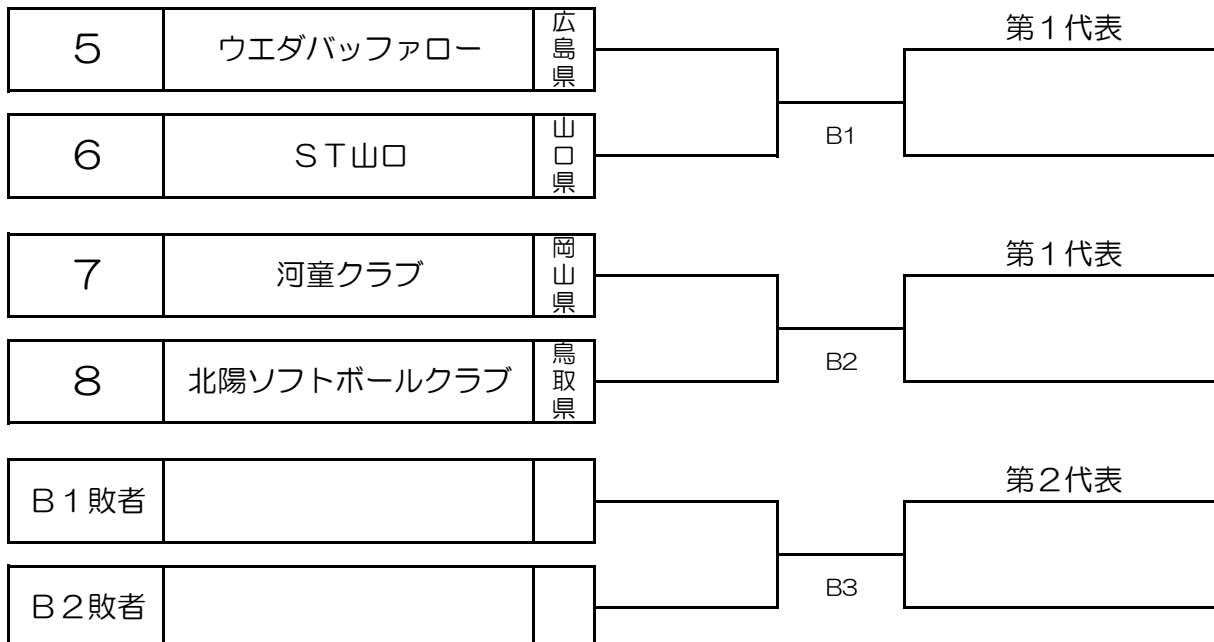 5 ウエダバッファロー 広島県
第１代表
B1
6 ＳＴ山口 山口県
7 河童クラブ 岡山県
第１代表
B2
8 北陽ソフトボールクラブ 鳥取県
Ｂ１敗者
第２代表
B3
Ｂ２敗者